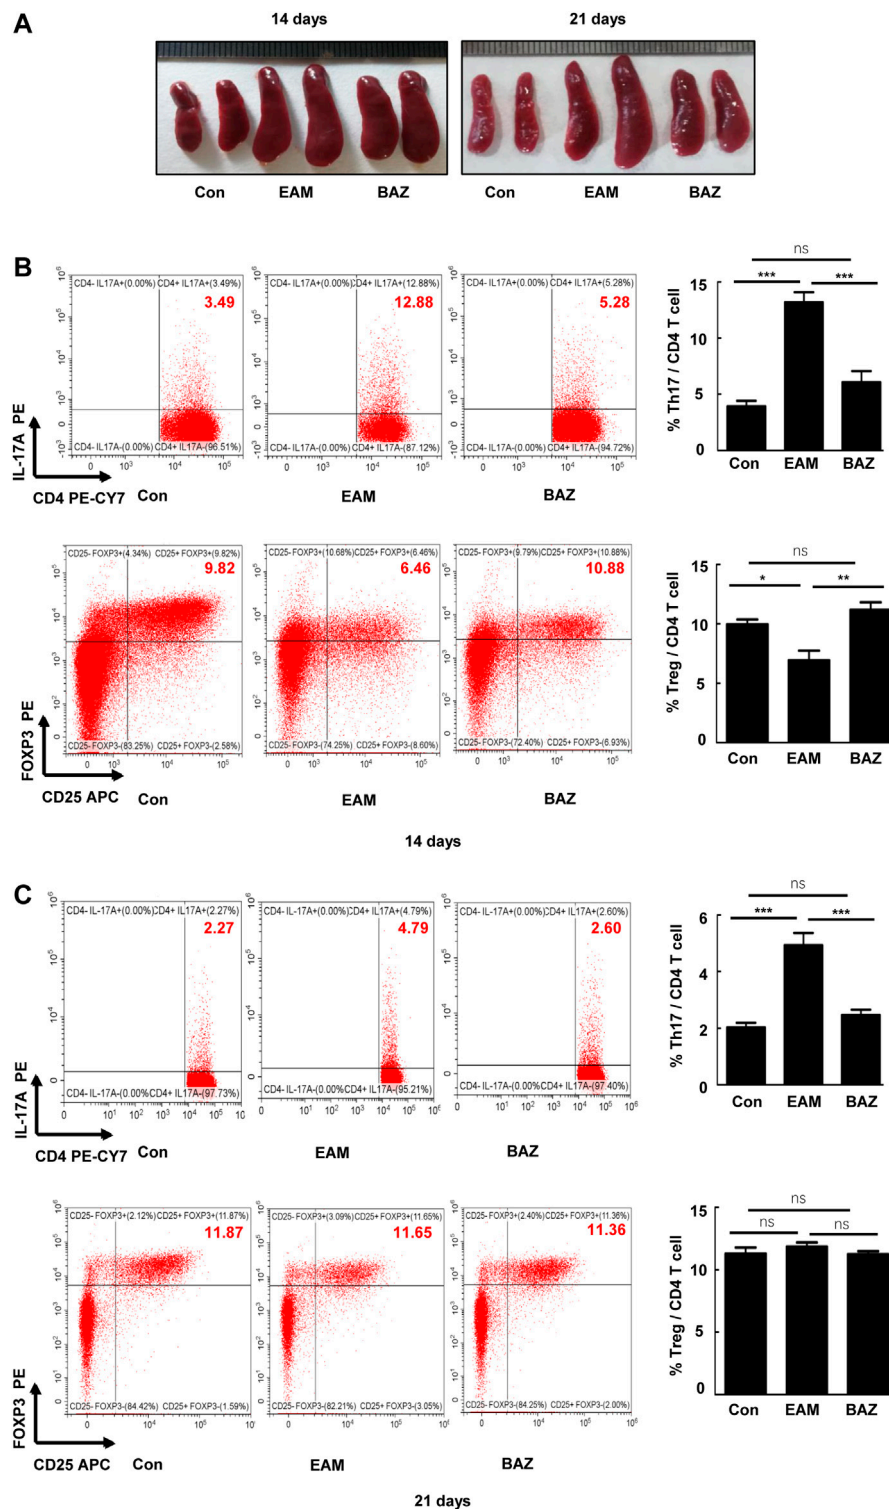 A
14 days
21 days
Con
EAM
BAZ
Con
EAM
BAZ
B
CD4- IL17A+(0.00%)
CD4+ IL17A+(3.49%)
3.49
CD4- IL17A+(0.00%)
CD4+ IL17A+(12.88%)
12.88
CD4- IL17A+(0.00%)
CD4+ IL17A+(5.28%)
5.28
CD4- IL17A-(0.00%)
CD4+ IL17A-(96.51%)
CD4- IL17A-(0.00%)
CD4+ IL17A-(87.12%)
CD4- IL17A-(0.00%)
CD4+ IL17A-(94.72%)
IL-17A PE
CD4 PE-CY7
Con
EAM
BAZ
ns
***
***
% Th17 / CD4 T cell
15
10
5
0
Con
EAM
BAZ
CD25- FOXP3+(4.34%)
CD25+ FOXP3+(9.82%)
9.82
CD25- FOXP3+(10.68%)
CD25+ FOXP3+(6.46%)
6.46
CD25- FOXP3+(9.79%)
CD25+ FOXP3+(10.88%)
10.88
CD25- FOXP3-(83.25%)
CD25+ FOXP3-(2.58%)
CD25- FOXP3-(74.25%)
CD25+ FOXP3-(8.60%)
CD25- FOXP3-(72.40%)
CD25+ FOXP3-(6.93%)
FOXP3 PE
CD25 APC
Con
EAM
BAZ
ns
*
**
% Treg / CD4 T cell
15
10
5
0
Con
EAM
BAZ
14 days
C
CD4- IL-17A+(0.00%)
CD4+ IL17A+(2.27%)
2.27
CD4- IL-17A+(0.00%)
CD4+ IL17A+(4.79%)
4.79
CD4- IL-17A+(0.00%)
CD4+ IL17A+(2.60%)
2.60
CD4- IL-17A-(0.00%
CD4+ IL17A-(97.73%)
CD4- IL-17A-(0.00%
CD4+ IL17A-(95.21%)
CD4- IL-17A-(0.00%
CD4+ IL17A-(97.40%)
IL-17A PE
CD4 PE-CY7
Con
EAM
BAZ
ns
***
***
% Th17 / CD4 T cell
6
4
2
0
Con
EAM
BAZ
CD25- FOXP3+(2.12%)
CD25+ FOXP3+(11.87%)
11.87
CD25- FOXP3+(3.09%)
CD25+ FOXP3+(11.65%)
11.65
CD25- FOXP3+(2.40%)
CD25+ FOXP3+(11.36%)
11.36
CD25- FOXP3-(84.42%)
CD25+ FOXP3-(1.59%)
CD25- FOXP3-(82.21%)
CD25+ FOXP3-(3.05%)
CD25- FOXP3-(84.25%)
CD25+ FOXP3-(2.00%)
FOXP3 PE
CD25 APC
Con
EAM
BAZ
ns
ns
ns
% Treg / CD4 T cell
15
10
5
0
Con
EAM
BAZ
21 days